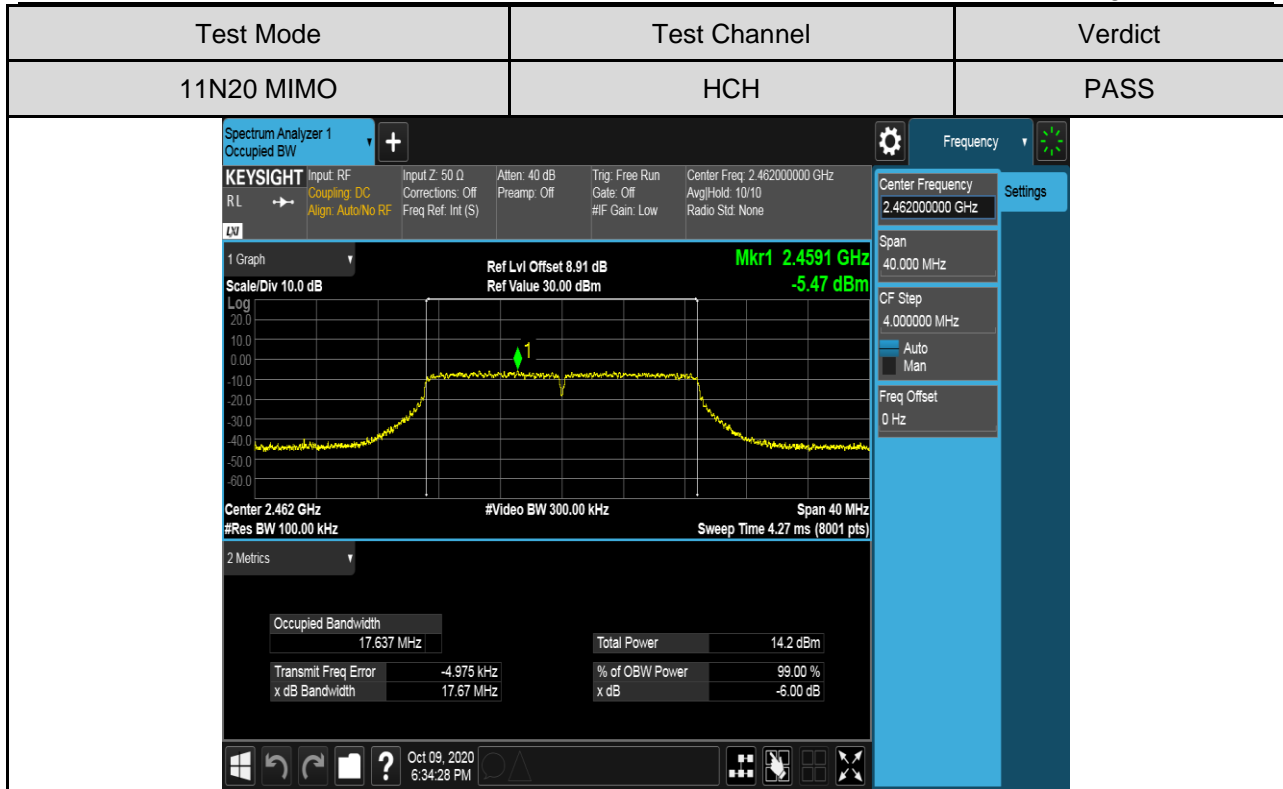 Test Mode Test Channel Verdict
11N20 MIMO HCH PASS
Spectrum Analyzer 1
Occupied BW
+
Frequency
KEYSIGHT Input: RF Input Z: 50 Ω Atten: 40 dB Trig: Free Run Center Freq: 2.462000000 GHz
RL Coupling: DC Corrections: Off Preamp: Off Gate: Off Avg|Hold: 10/10
Align: Auto/No RF Freq Ref: Int (S) #IF Gain: Low Radio Std: None
LXI
Center Frequency
2.462000000 GHz
Settings
Span
40.000 MHz
CF Step
4.000000 MHz
Auto
Man
Freq Offset
0 Hz
1 Graph Ref Lvl Offset 8.91 dB Mkr1 2.4591 GHz
Scale/Div 10.0 dB Ref Value 30.00 dBm -5.47 dBm
Log
20.0
10.0
0.00
-10.0
-20.0
-30.0
-40.0
-50.0
-60.0
1
Center 2.462 GHz #Video BW 300.00 kHz Span 40 MHz
#Res BW 100.00 kHz Sweep Time 4.27 ms (8001 pts)
2 Metrics
Occupied Bandwidth
17.637 MHz Total Power 14.2 dBm
Transmit Freq Error -4.975 kHz % of OBW Power 99.00 %
x dB Bandwidth 17.67 MHz x dB -6.00 dB
? Oct 09, 2020
6:34:28 PM